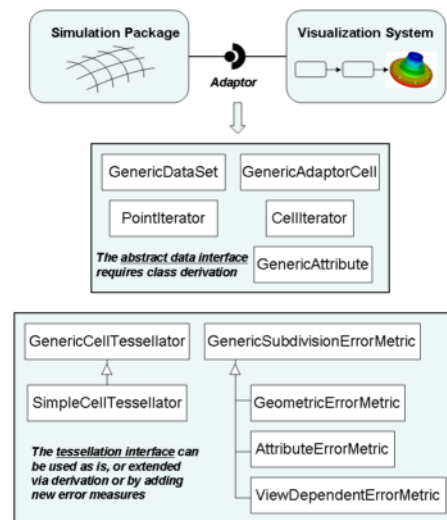 Simulation Package
Visualization System
Adaptor
GenericDataSet
GenericAdaptorCell
PointIterator
CellIterator
The abstract data interface
requires class derivation
GenericAttribute
GenericCellTessellator
GenericSubdivisionErrorMetric
SimpleCellTessellator
GeometricErrorMetric
AttributeErrorMetric
ViewDependentErrorMetric
The tessellation interface can
be used as is, or extended
via derivation or by adding
new error measures